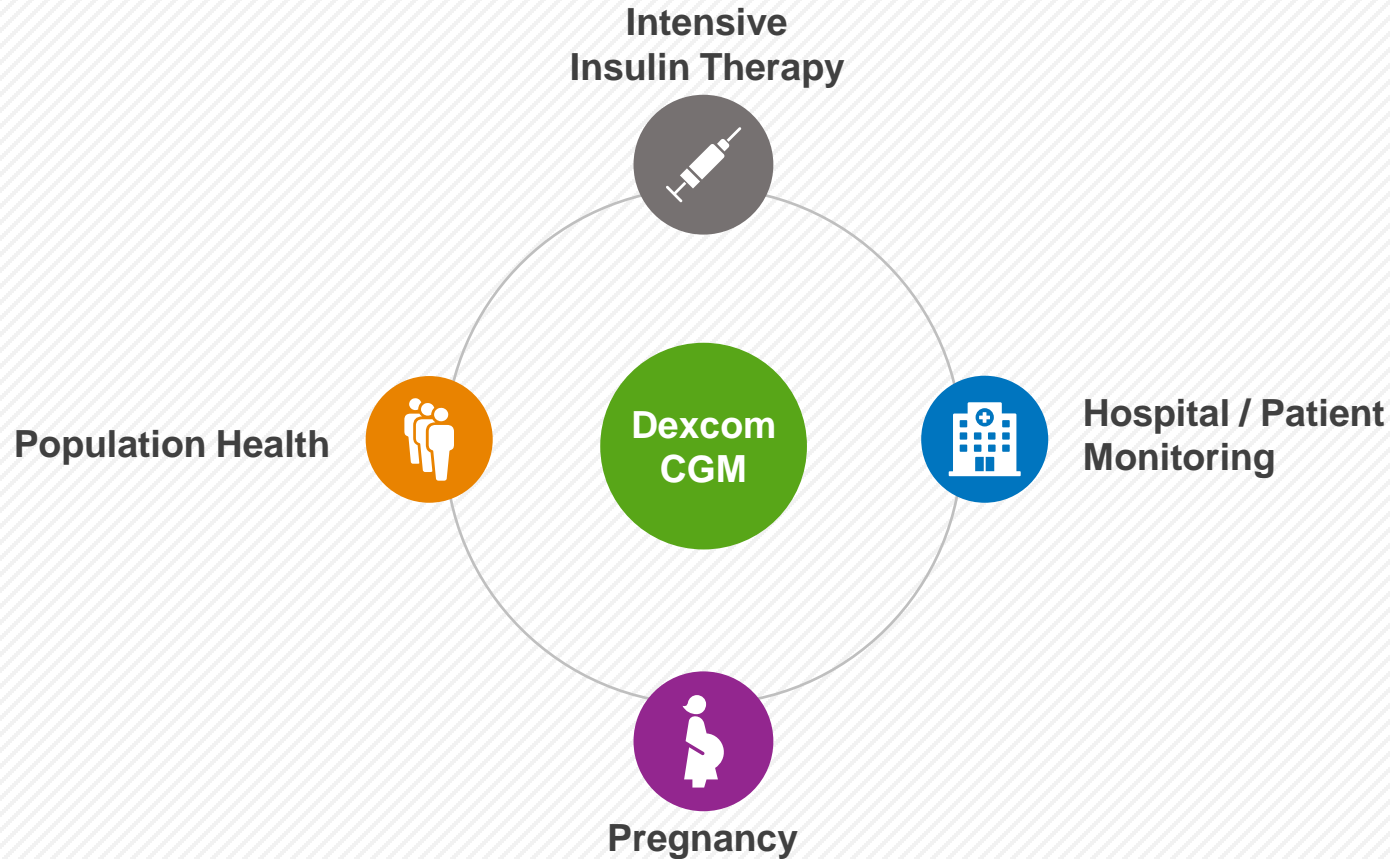 Intensive
Insulin Therapy
Population Health
Dexcom
CGM
Hospital / Patient
Monitoring
Pregnancy